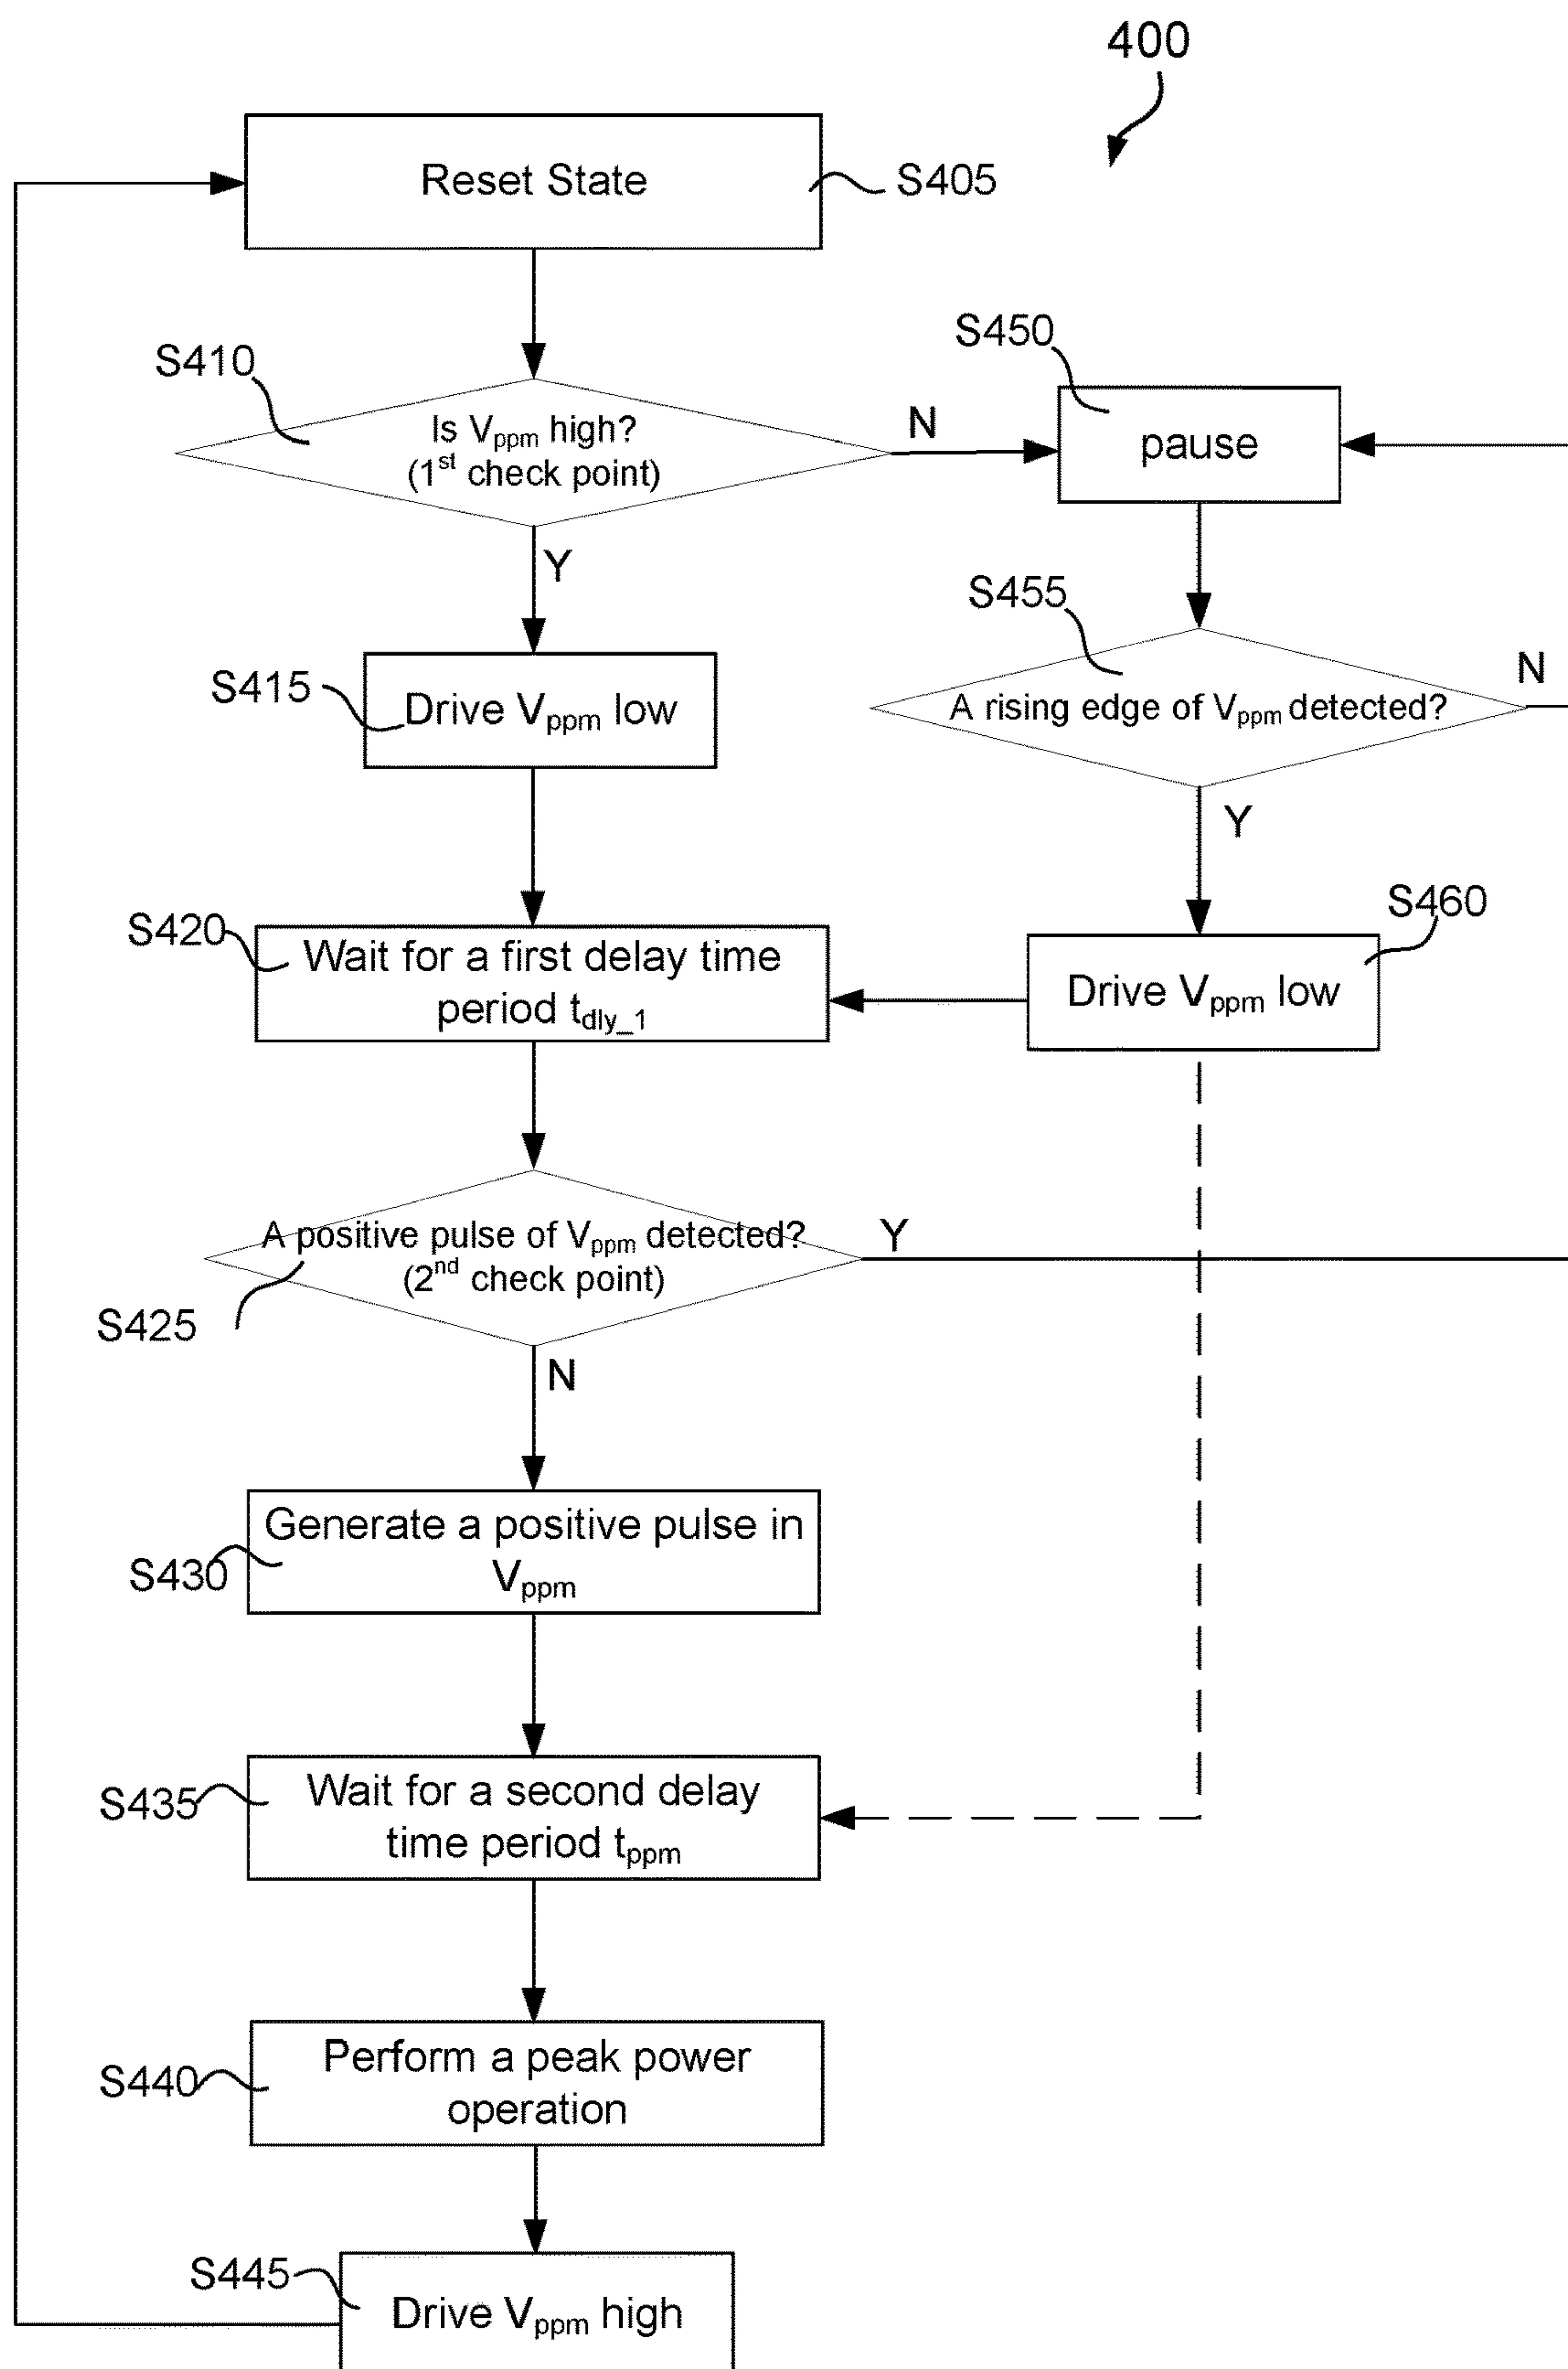 400
Reset State
S405
S410
Is Vppm high?
(1st check point)
N
Y
S450
pause
S455
A rising edge of Vppm detected?
N
Y
S415
Drive Vppm low
S420
Wait for a first delay time
period tdly_1
S460
Drive Vppm low
A positive pulse of Vppm detected?
(2nd check point)
Y
S425
N
Generate a positive pulse in
Vppm
S430
S435
Wait for a second delay
time period tppm
S440
Perform a peak power
operation
S445
Drive Vppm high